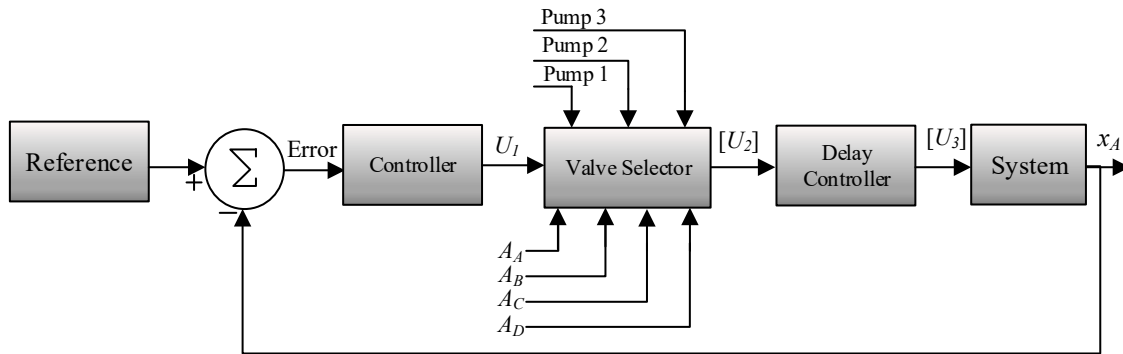 Pump 3
Pump 2
Pump 1
Reference
+
−
Σ
Error
Controller
U1
Valve Selector
[U2]
Delay
Controller
[U3]
System
xA
AA
AB
AC
AD